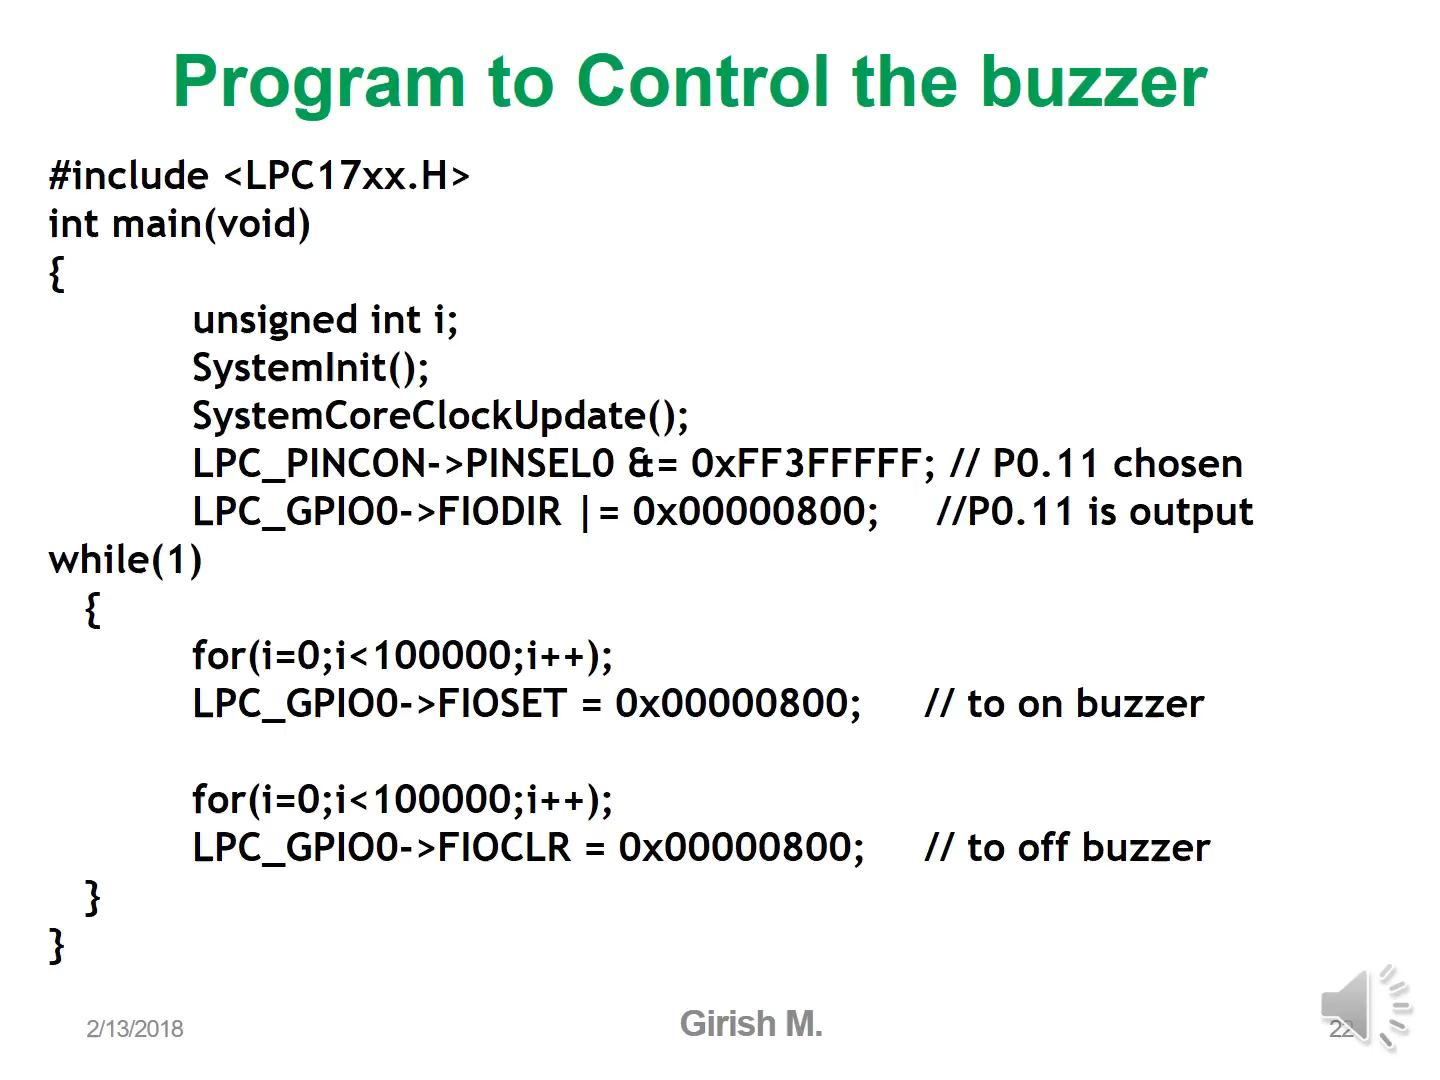 Program to Control the buzzer
#include <LPC17xx.H>
int main(void)
{
unsigned int i;
SystemInit();
SystemCoreClockUpdate();
LPC_PINCON->PINSEL0 &= 0xFF3FFFFF; // P0.11 chosen
LPC_GPIO0->FIODIR |= 0x00000800; //P0.11 is output
while(1)
{
for(i=0;i<100000;i++);
LPC_GPIO0->FIOSET = 0x00000800; // to on buzzer
for(i=0;i<100000;i++);
LPC_GPIO0->FIOCLR = 0x00000800; // to off buzzer
}
}
2/13/2018 Girish M. 22